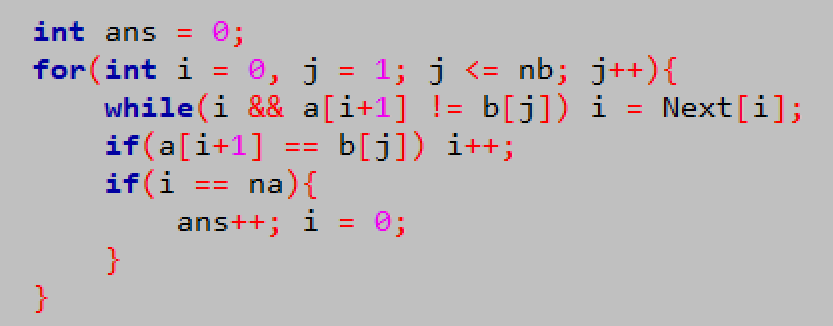 int ans = 0;
for(int i = 0, j = 1; j <= nb; j++){
    while(i && a[i+1] != b[j]) i = Next[i];
    if(a[i+1] == b[j]) i++;
    if(i == na){
        ans++; i = 0;
    }
}